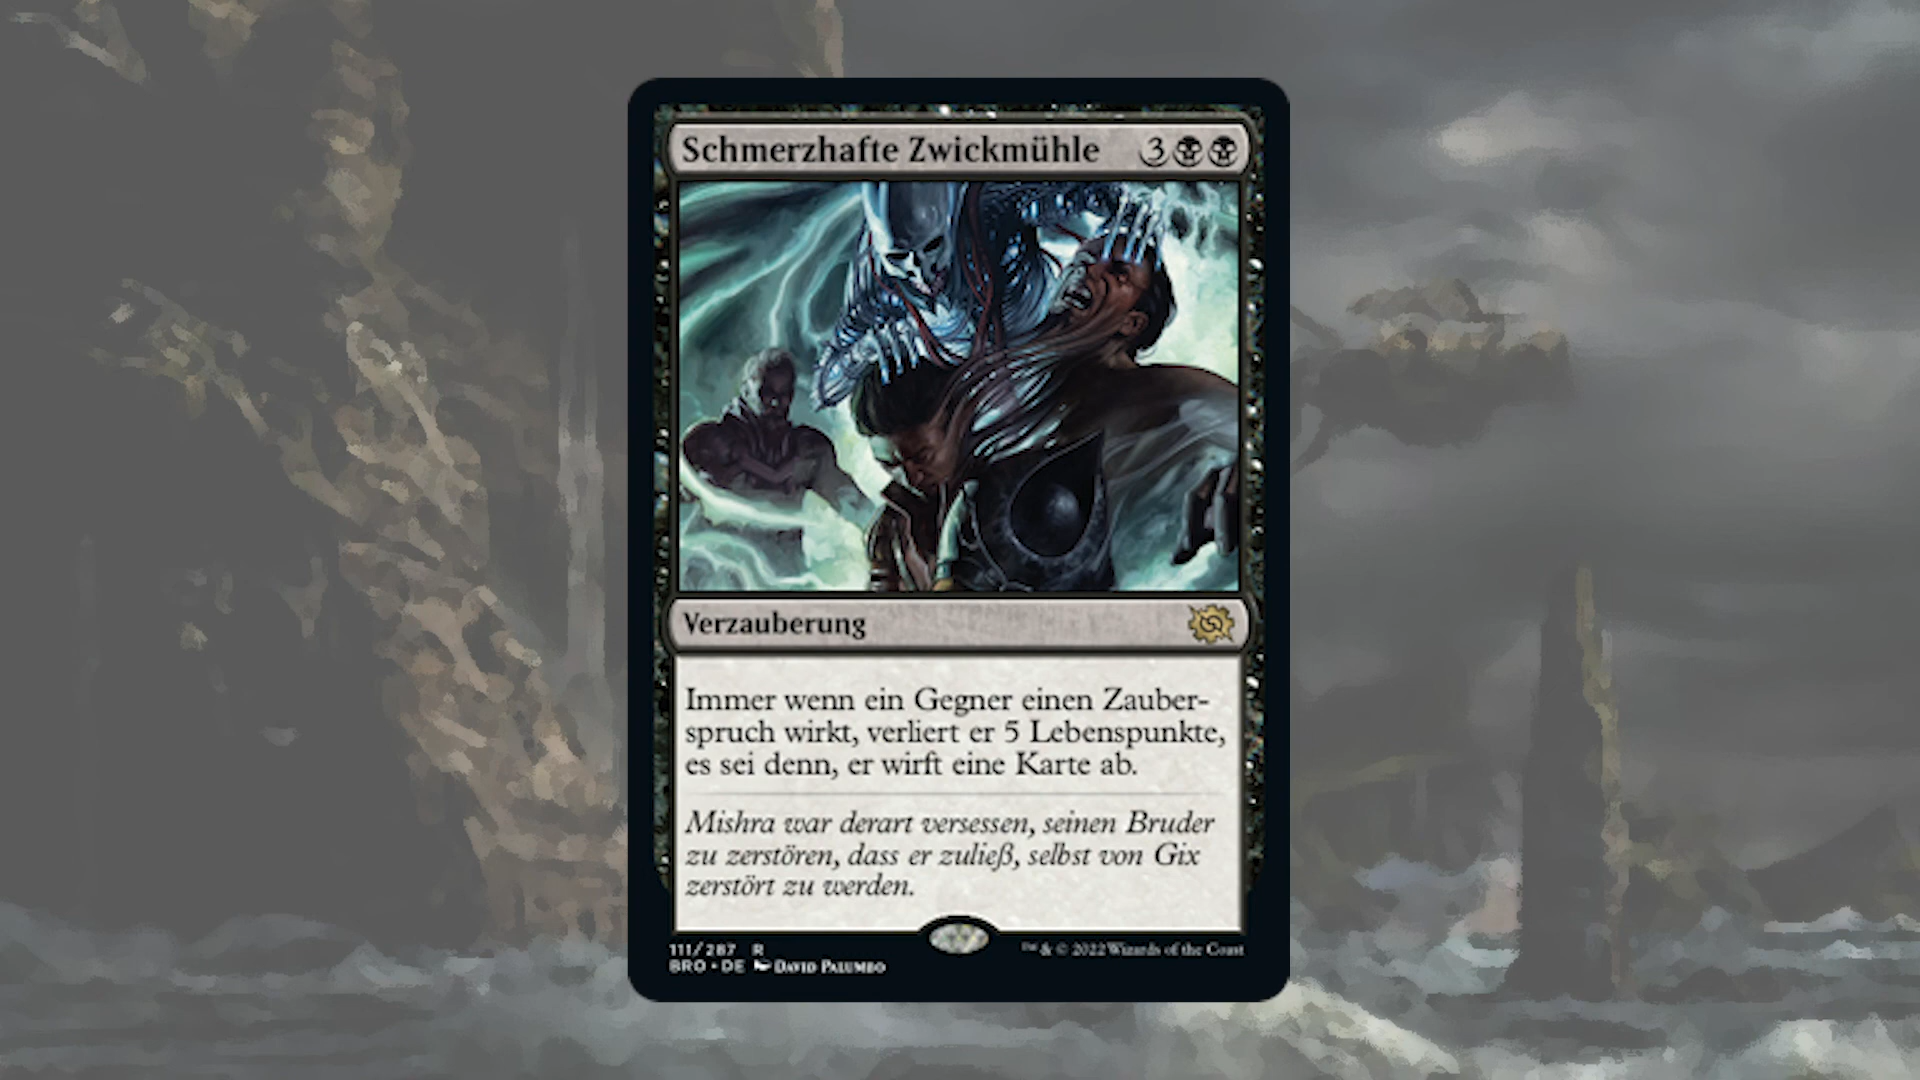 Schmerzhafte Zwickmühle 3
Verzauberung
Immer wenn ein Gegner einen Zauber-
spruch wirkt, verliert er 5 Lebenspunkte,
es sei denn, er wirft eine Karte ab.
Mishra war derart versessen, seinen Bruder
zu zerstören, dass er zuließ, selbst von Gix
zerstört zu werden.
111/287 R
BRO • DE DAVID PALUMBO
™ & © 2022 Wizards of the Coast